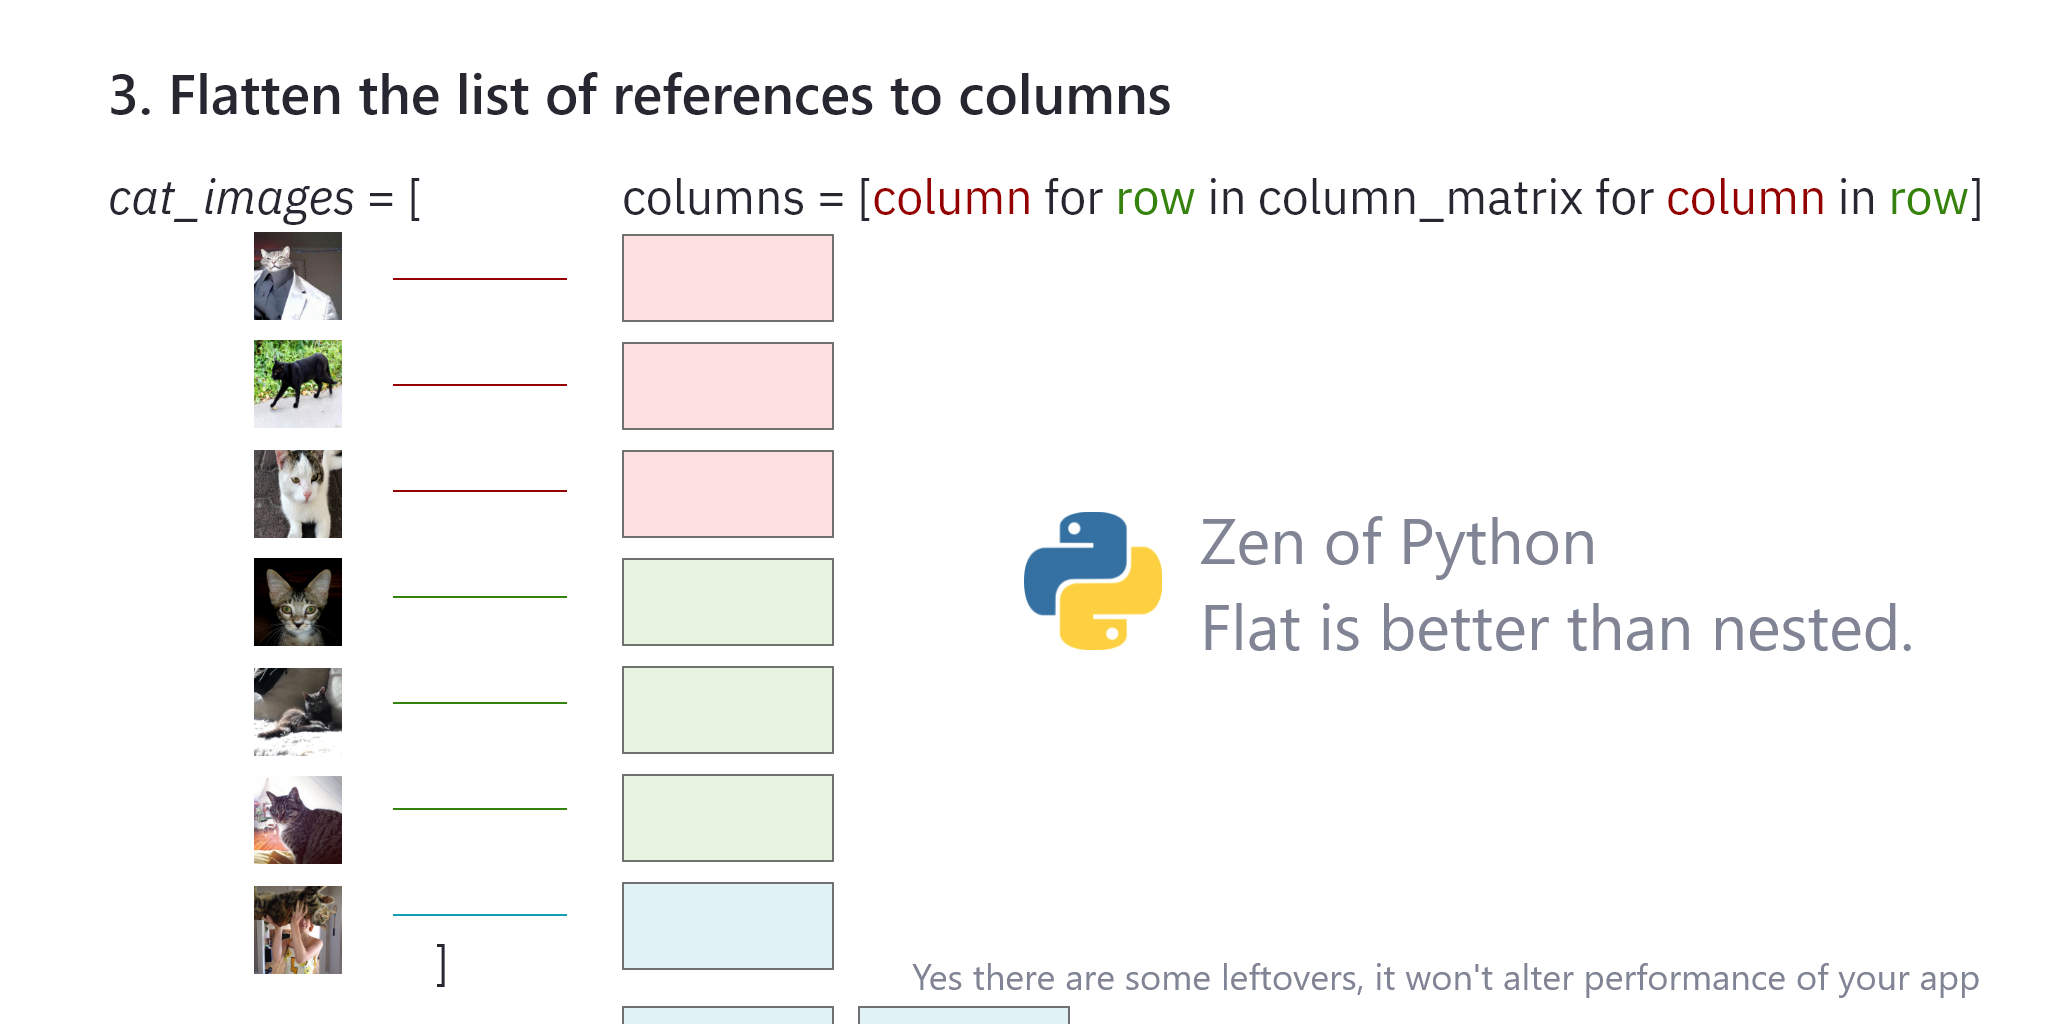 3. Flatten the list of references to columns
cat_images = [
columns = [column for row in column_matrix for column in row]
Zen of Python
Flat is better than nested.
]
Yes there are some leftovers, it won't alter performance of your app